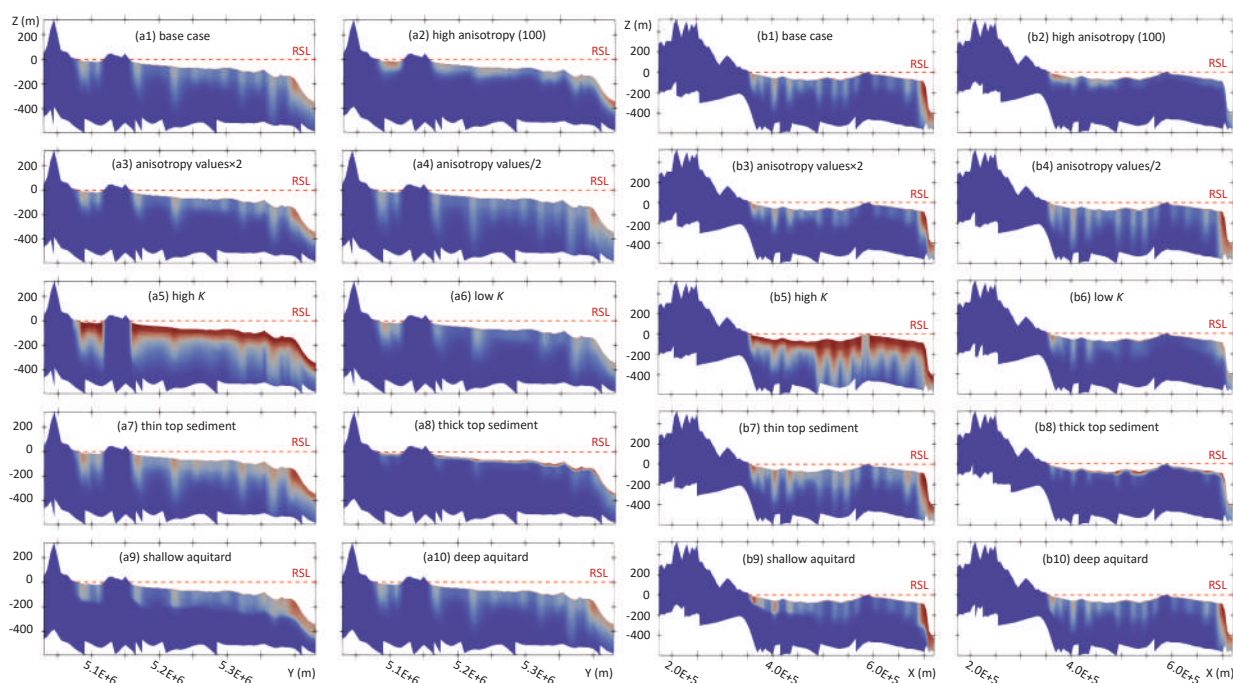 Z (m)
Z (m)
(a1) base case
(a2) high anisotropy (100)
(b1) base case
(b2) high anisotropy (100)
200
200
RSL
RSL
RSL
RSL
0
0
-200
-200
-400
-400
(a3) anisotropy values×2
(a4) anisotropy values/2
(b3) anisotropy values×2
(b4) anisotropy values/2
200
200
RSL
RSL
RSL
RSL
0
0
-200
-200
-400
-400
(a5) high K
(a6) low K
(b5) high K
(b6) low K
200
200
RSL
RSL
RSL
RSL
0
0
-200
-200
-400
-400
(a7) thin top sediment
(a8) thick top sediment
(b7) thin top sediment
(b8) thick top sediment
200
200
RSL
RSL
RSL
RSL
0
0
-200
-200
-400
-400
(a9) shallow aquitard
(a10) deep aquitard
(b9) shallow aquitard
(b10) deep aquitard
200
200
RSL
RSL
RSL
RSL
0
0
-200
-200
-400
-400
5.1E+6
5.2E+6
5.3E+6
Y (m)
5.1E+6
5.2E+6
5.3E+6
Y (m)
2.0E+5
4.0E+5
6.0E+5
X (m)
2.0E+5
4.0E+5
6.0E+5
X (m)